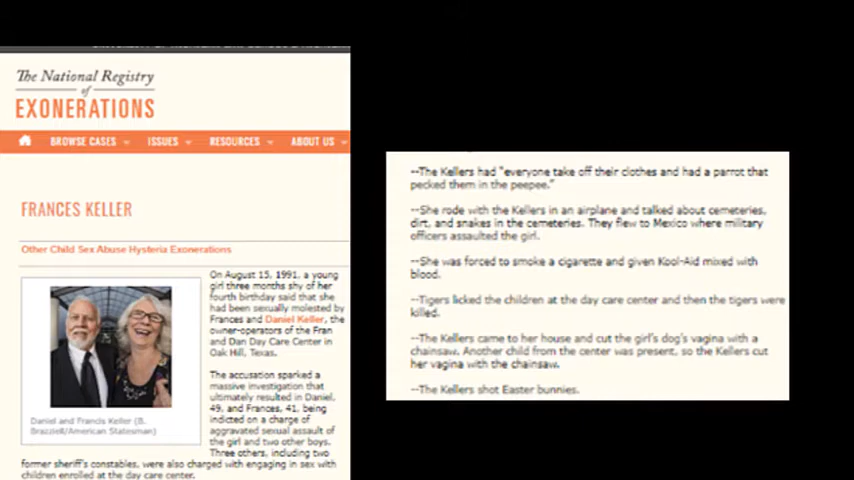 The National Registry
of
EXONERATIONS
BROWSE CASES
ISSUES
RESOURCES
ABOUT US
FRANCES KELLER
Other Child Sex Abuse Hysteria Exonerations
On August 15, 1991, a young
girl three months shy of her
fourth birthday said that she
had been sexually molested by
Frances and Daniel Keller, the
owner-operators of the Fran
and Dan Day Care Center in
Oak Hill, Texas.
The accusation sparked a
massive investigation that
ultimately resulted in Daniel,
49, and Frances, 41, being
indicted on a charge of
aggravated sexual assault of
the girl and two other boys.
Three others, including two
former sheriff's constables, were also charged with engaging in sex with
children enrolled at the day care center.
Daniel and Francis Keller (B.
Brazziell/American Statesman)
--The Kellers had "everyone take off their clothes and had a parrot that
pecked them in the peepee."
--She rode with the Kellers in an airplane and talked about cemeteries,
dirt, and snakes in the cemeteries. They flew to Mexico where military
officers assaulted the girl.
--She was forced to smoke a cigarette and given Kool-Aid mixed with
blood.
--Tigers licked the children at the day care center and then the tigers were
killed.
--The Kellers came to her house and cut the girl's dog's vagina with a
chainsaw. Another child from the center was present, so the Kellers cut
her vagina with the chainsaw.
--The Kellers shot Easter bunnies.